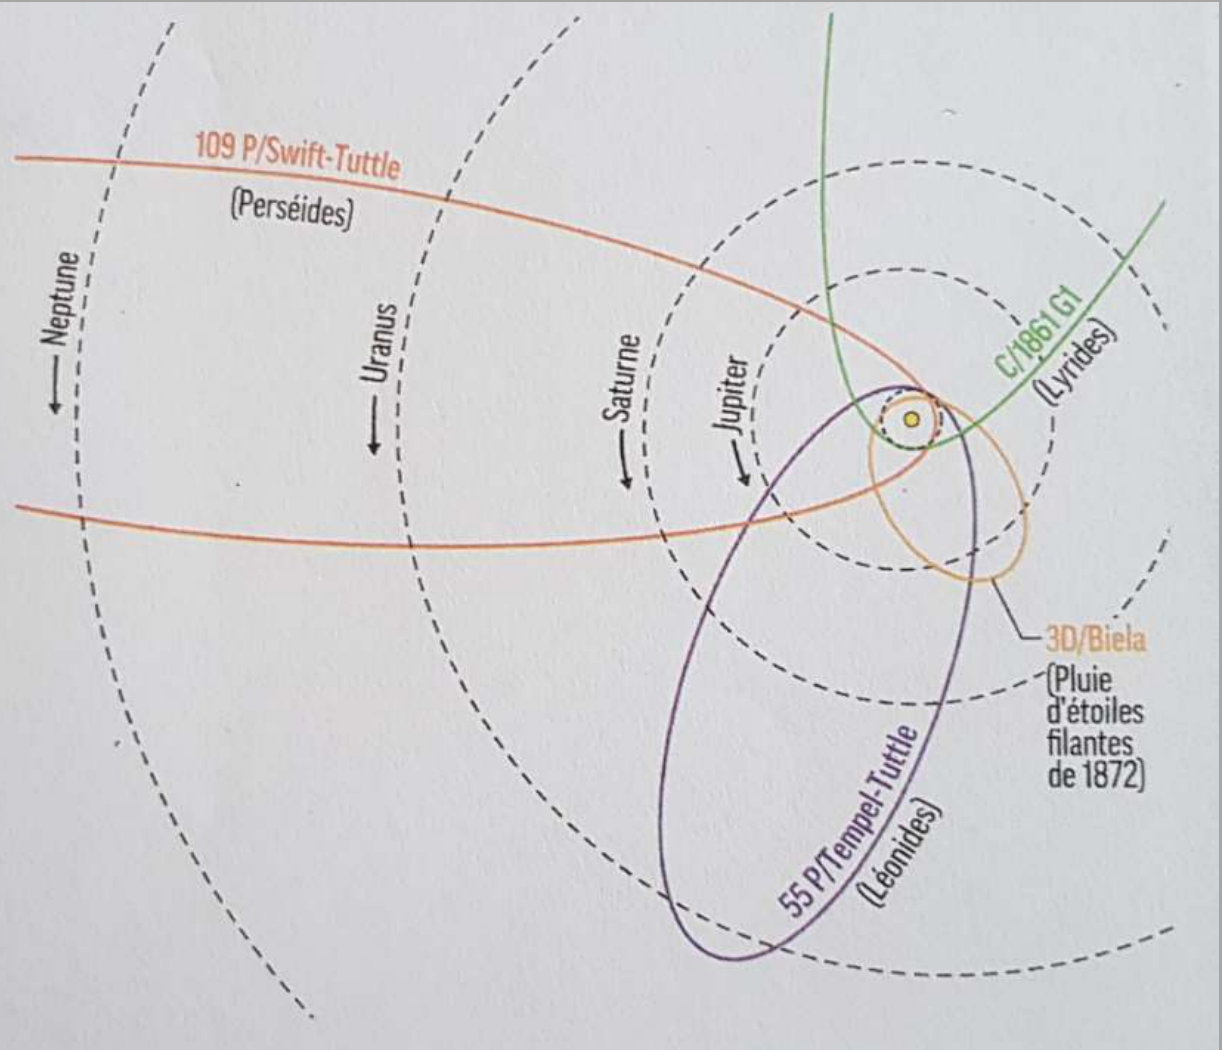 109 P/Swift-Tuttle
(Perséides)
Neptune
Uranus
Saturne
Jupiter
C/1861 G1
(Lyrides)
3D/Biela
(Pluie
d'étoiles
filantes
de 1872)
55 P/Tempel-Tuttle
(Léonides)